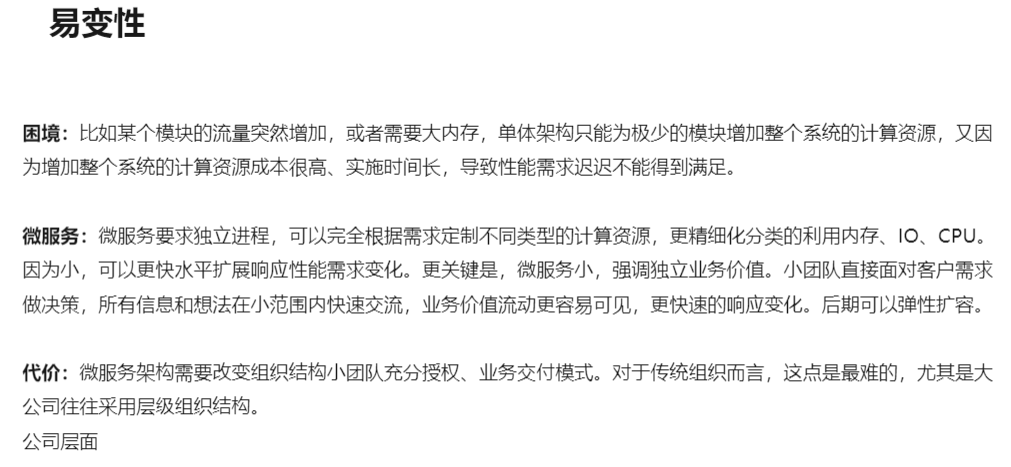 易变性
困境：比如某个模块的流量突然增加，或者需要大内存，单体架构只能为极少的模块增加整个系统的计算资源，又因
为增加整个系统的计算资源成本很高、实施时间长，导致性能需求迟迟不能得到满足。
微服务：微服务要求独立进程，可以完全根据需求定制不同类型的计算资源，更精细化分类的利用内存、IO、CPU。
因为小，可以更快水平扩展响应性能需求变化。更关键是，微服务小，强调独立业务价值。小团队直接面对客户需求
做决策，所有信息和想法在小范围内快速交流，业务价值流动更容易可见，更快速的响应变化。后期可以弹性扩容。
代价：微服务架构需要改变组织结构小团队充分授权、业务交付模式。对于传统组织而言，这点是最难的，尤其是大
公司往往采用层级组织结构。
公司层面